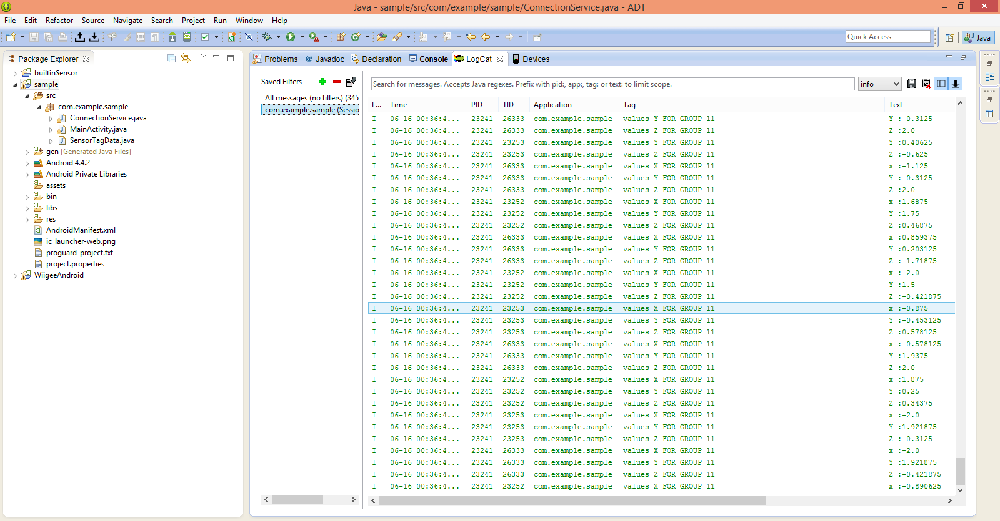 Java - sample/src/com/example/sample/ConnectionService.java - ADT
File Edit Refactor Source Navigate Search Project Run Window Help
Quick Access
Java
Package Explorer
builtinSensor
sample
src
com.example.sample
ConnectionService.java
MainActivity.java
SensorTagData.java
gen [Generated Java Files]
Android 4.4.2
Android Private Libraries
assets
bin
libs
res
AndroidManifest.xml
ic_launcher-web.png
proguard-project.txt
project.properties
WiigeeAndroid
Problems @ Javadoc Declaration Console LogCat Devices
Saved Filters
All messages (no filters) (345
com.example.sample (Sessio
Search for messages. Accepts Java regexes. Prefix with pid:, app:, tag: or text: to limit scope.
info
L... Time PID TID Application Tag Text
I 06-16 00:36:4... 23241 26333 com.example.sample values Y FOR GROUP 11 Y :-0.3125
I 06-16 00:36:4... 23241 26333 com.example.sample values Z FOR GROUP 11 Z :2.0
I 06-16 00:36:4... 23241 23253 com.example.sample values Y FOR GROUP 11 Y :0.40625
I 06-16 00:36:4... 23241 23253 com.example.sample values Z FOR GROUP 11 Z :-0.625
I 06-16 00:36:4... 23241 26333 com.example.sample values X FOR GROUP 11 x :-1.125
I 06-16 00:36:4... 23241 26333 com.example.sample values Y FOR GROUP 11 Y :-0.3125
I 06-16 00:36:4... 23241 26333 com.example.sample values Z FOR GROUP 11 Z :2.0
I 06-16 00:36:4... 23241 23252 com.example.sample values X FOR GROUP 11 x :1.6875
I 06-16 00:36:4... 23241 23252 com.example.sample values Y FOR GROUP 11 Y :1.75
I 06-16 00:36:4... 23241 23252 com.example.sample values Z FOR GROUP 11 Z :0.46875
I 06-16 00:36:4... 23241 26333 com.example.sample values X FOR GROUP 11 x :0.859375
I 06-16 00:36:4... 23241 26333 com.example.sample values Y FOR GROUP 11 Y :0.203125
I 06-16 00:36:4... 23241 26333 com.example.sample values Z FOR GROUP 11 Z :-1.71875
I 06-16 00:36:4... 23241 23252 com.example.sample values X FOR GROUP 11 x :-2.0
I 06-16 00:36:4... 23241 23252 com.example.sample values Y FOR GROUP 11 Y :1.5
I 06-16 00:36:4... 23241 23252 com.example.sample values Z FOR GROUP 11 Z :-0.421875
I 06-16 00:36:4... 23241 23253 com.example.sample values X FOR GROUP 11 x :-0.875
I 06-16 00:36:4... 23241 23253 com.example.sample values Y FOR GROUP 11 Y :-0.453125
I 06-16 00:36:4... 23241 23253 com.example.sample values Z FOR GROUP 11 Z :0.578125
I 06-16 00:36:4... 23241 26333 com.example.sample values X FOR GROUP 11 x :-0.578125
I 06-16 00:36:4... 23241 26333 com.example.sample values Y FOR GROUP 11 Y :1.9375
I 06-16 00:36:4... 23241 26333 com.example.sample values Z FOR GROUP 11 Z :2.0
I 06-16 00:36:4... 23241 23252 com.example.sample values X FOR GROUP 11 x :1.875
I 06-16 00:36:4... 23241 23252 com.example.sample values Y FOR GROUP 11 Y :0.25
I 06-16 00:36:4... 23241 23252 com.example.sample values Z FOR GROUP 11 Z :0.34375
I 06-16 00:36:4... 23241 23253 com.example.sample values X FOR GROUP 11 x :-2.0
I 06-16 00:36:4... 23241 23253 com.example.sample values Y FOR GROUP 11 Y :1.921875
I 06-16 00:36:4... 23241 23253 com.example.sample values Z FOR GROUP 11 Z :-0.3125
I 06-16 00:36:4... 23241 26333 com.example.sample values X FOR GROUP 11 x :-2.0
I 06-16 00:36:4... 23241 26333 com.example.sample values Y FOR GROUP 11 Y :1.921875
I 06-16 00:36:4... 23241 26333 com.example.sample values Z FOR GROUP 11 Z :-0.421875
I 06-16 00:36:4... 23241 23252 com.example.sample values X FOR GROUP 11 x :-0.890625